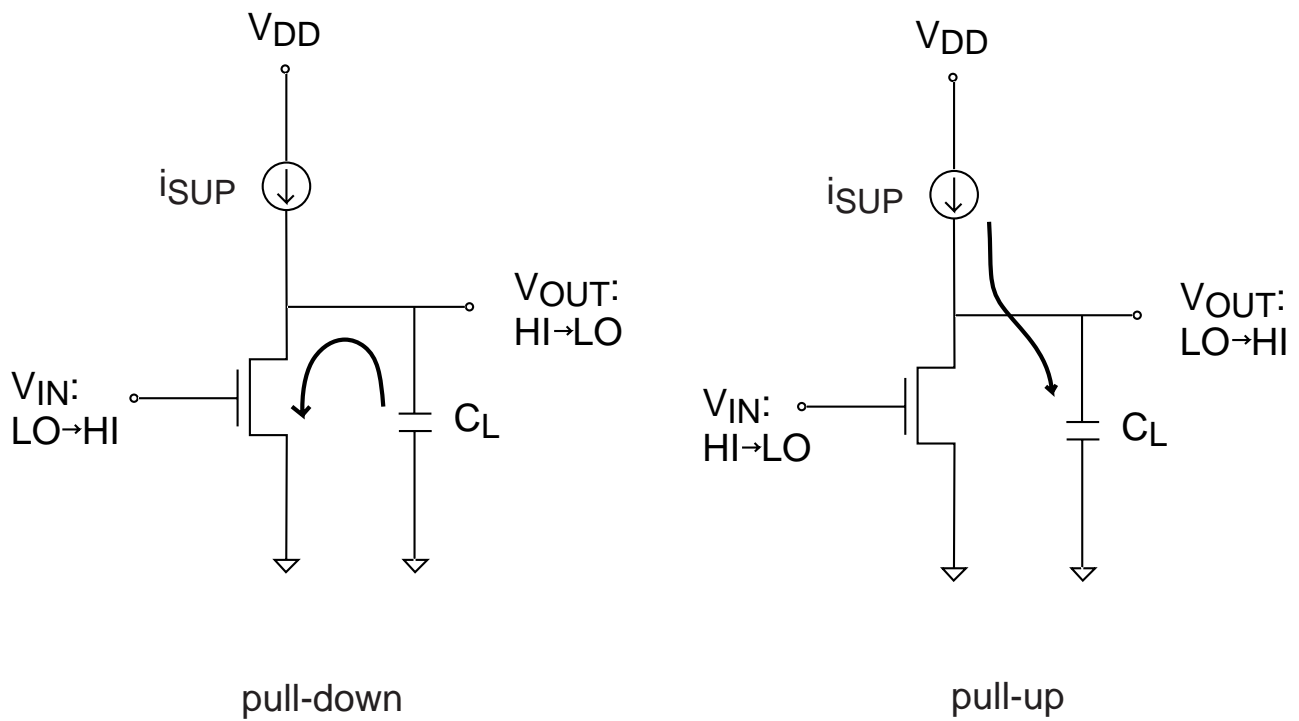 VDD
iSUP
VOUT:
HI→LO
VIN:
LO→HI
CL
pull-down
VDD
iSUP
VOUT:
LO→HI
VIN:
HI→LO
CL
pull-up